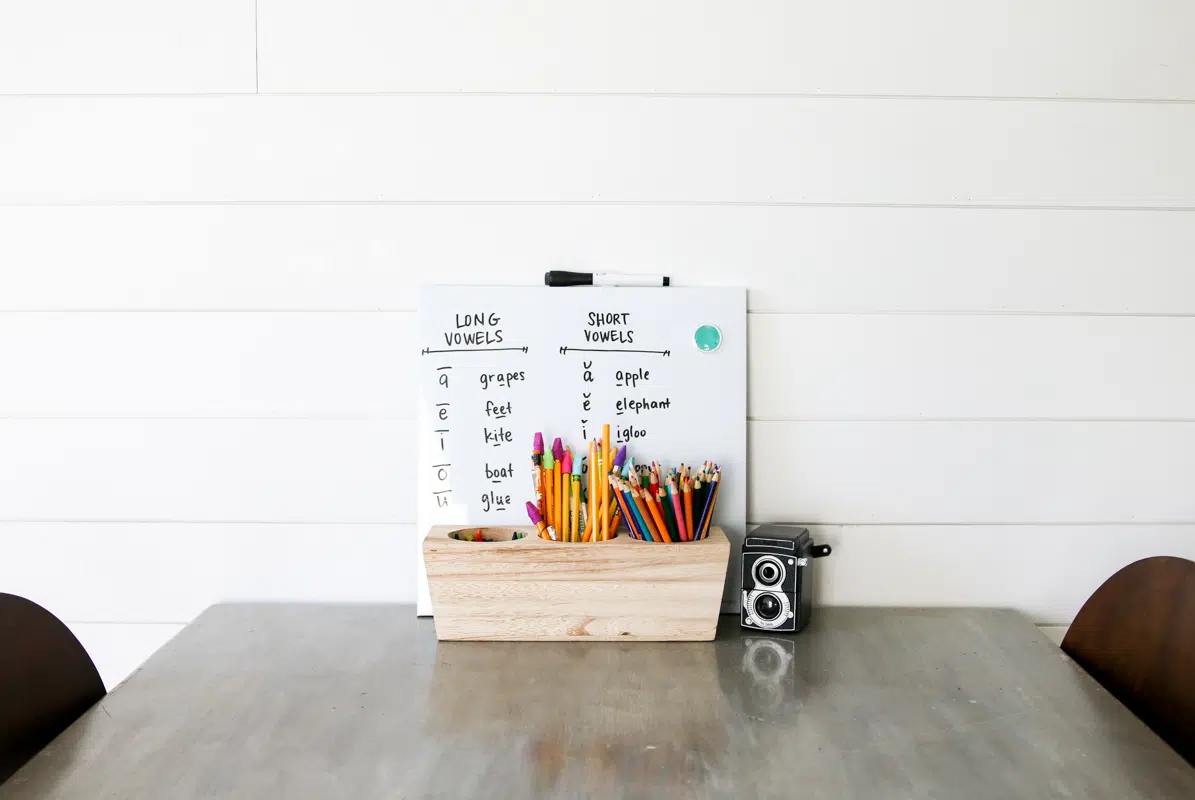 LONG
VOWELS
ā grapes
ē feet
ī kite
ō boat
ū glue
SHORT
VOWELS
ă apple
ĕ elephant
ĭ igloo